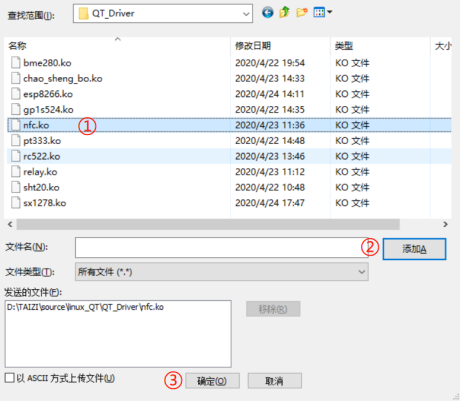 查找范围(I): QT_Driver
名称 修改日期 类型 大小
bme280.ko 2020/4/22 19:54 KO 文件
chao_sheng_bo.ko 2020/4/23 14:33 KO 文件
esp8266.ko 2020/4/24 14:11 KO 文件
gp1s524.ko 2020/4/22 14:35 KO 文件
nfc.ko ① 2020/4/23 11:36 KO 文件
pt333.ko 2020/4/22 14:48 KO 文件
rc522.ko 2020/4/23 13:46 KO 文件
relay.ko 2020/4/23 11:12 KO 文件
sht20.ko 2020/4/22 10:48 KO 文件
sx1278.ko 2020/4/24 17:47 KO 文件
文件名(N): ② 添加A
文件类型(T): 所有文件 (*.*)
发送的文件(F):
D:\TAIZI\source\linux_QT\QT_Driver\nfc.ko 移除(R)
以 ASCII 方式上传文件(U) ③ 确定(O) 取消